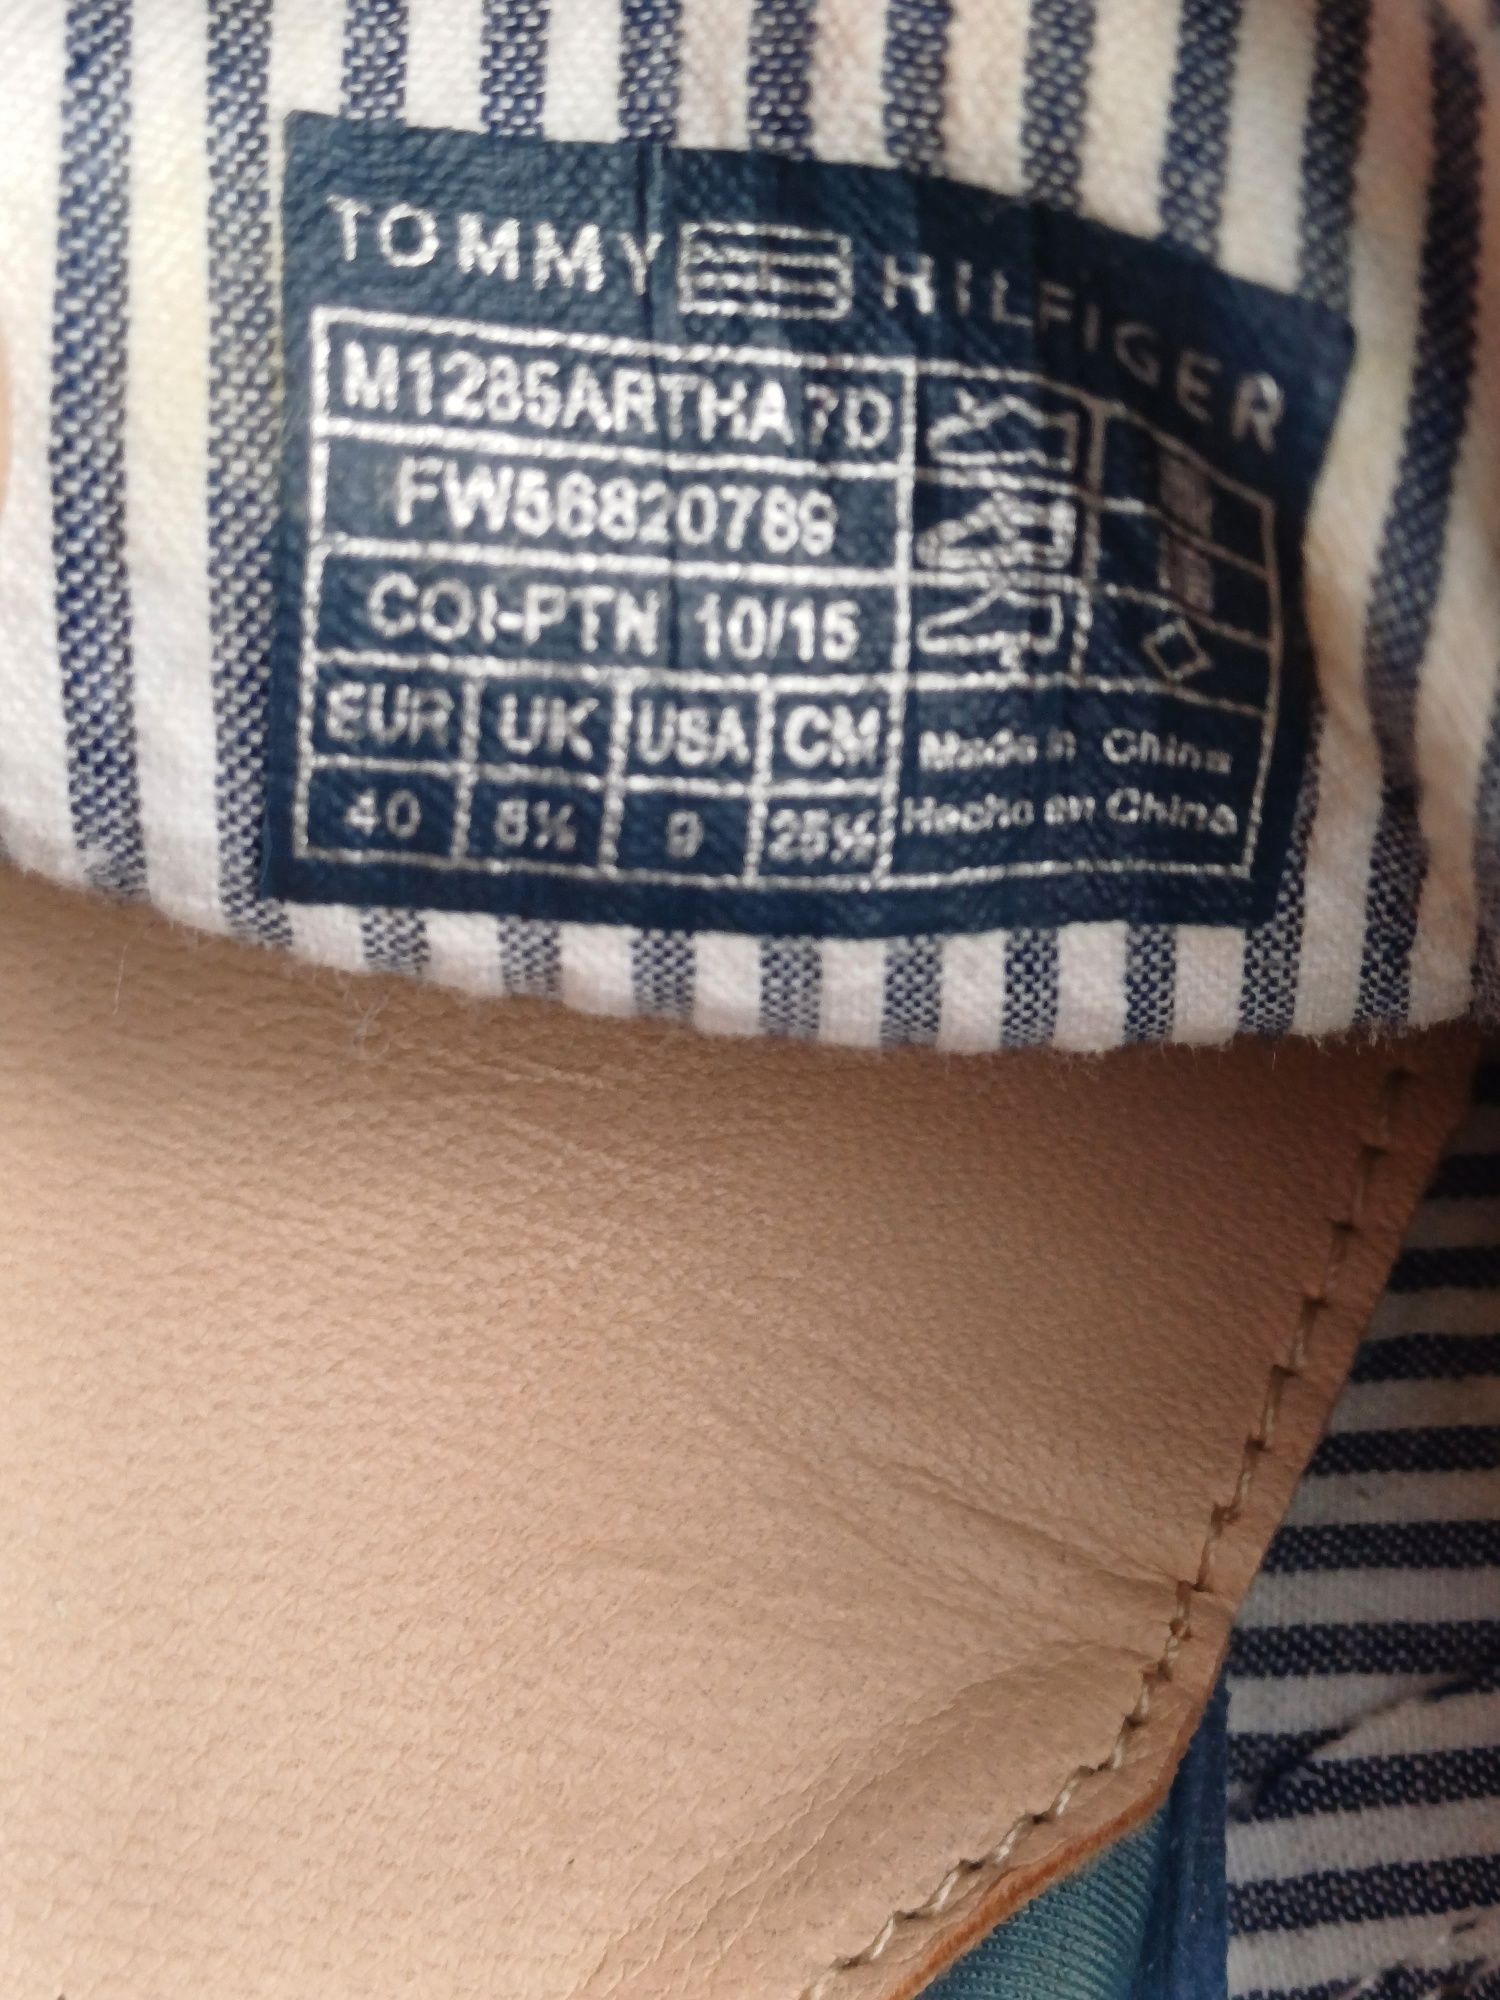 TOMMY HILFIGER
M1285ARTHA 7D
FW56820789
COI-PTN 10/15
EUR UK USA CM
40 6½ 9 25½
Made in China
Hecho en China